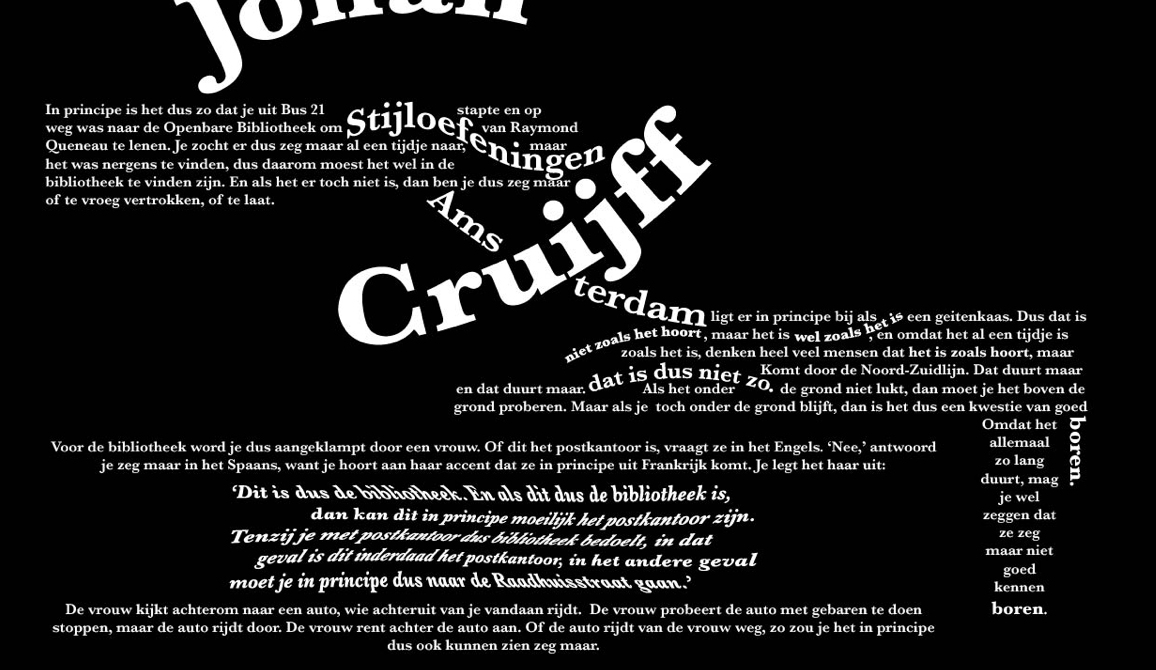 Johan
In principe is het dus zo dat je uit Bus 21 stapte en op
weg was naar de Openbare Bibliotheek om Stijloefeningen van Raymond
Queneau te lenen. Je zocht er dus zeg maar al een tijdje naar, maar
het was nergens te vinden, dus daarom moest het wel in de
bibliotheek te vinden zijn. En als het er toch niet is, dan ben je dus zeg maar
of te vroeg vertrokken, of te laat.
Cruijff
Amsterdam ligt er in principe bij als het is een geitenkaas. Dus dat is
niet zoals het hoort, maar het is wel zoals het is, en omdat het al een tijdje is
zoals het is, denken heel veel mensen dat het is zoals hoort, maar
dat is dus niet zo. Komt door de Noord-Zuidlijn. Dat duurt maar
en dat duurt maar. Als het onder de grond niet lukt, dan moet je het boven de
grond proberen. Maar als je toch onder de grond blijft, dan is het dus een kwestie van goed
boren.
Omdat het
allemaal
zo lang
duurt, mag
je wel
zeggen dat
ze zeg
maar niet
goed
kennen
boren.
Voor de bibliotheek word je dus aangeklampt door een vrouw. Of dit het postkantoor is, vraagt ze in het Engels. ‘Nee,’ antwoord
je zeg maar in het Spaans, want je hoort aan haar accent dat ze in principe uit Frankrijk komt. Je legt het haar uit:
‘Dit is dus de bibliotheek. En als dit dus de bibliotheek is,
dan kan dit in principe moeilijk het postkantoor zijn.
Tenzij je met postkantoor dus bibliotheek bedoelt, in dat
geval is dit inderdaad het postkantoor, in het andere geval
moet je in principe dus naar de Raadhuisstraat gaan.’
De vrouw kijkt achterom naar een auto, wie achteruit van je vandaan rijdt. De vrouw probeert de auto met gebaren te doen
stoppen, maar de auto rijdt door. De vrouw rent achter de auto aan. Of de auto rijdt van de vrouw weg, zo zou je het in principe
dus ook kunnen zien zeg maar.